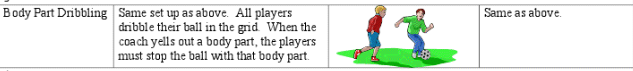 Body Part Dribbling
Same set up as above.  All players
dribble their ball in the grid.  When the
coach yells out a body part, the players
must stop the ball with that body part.
Same as above.